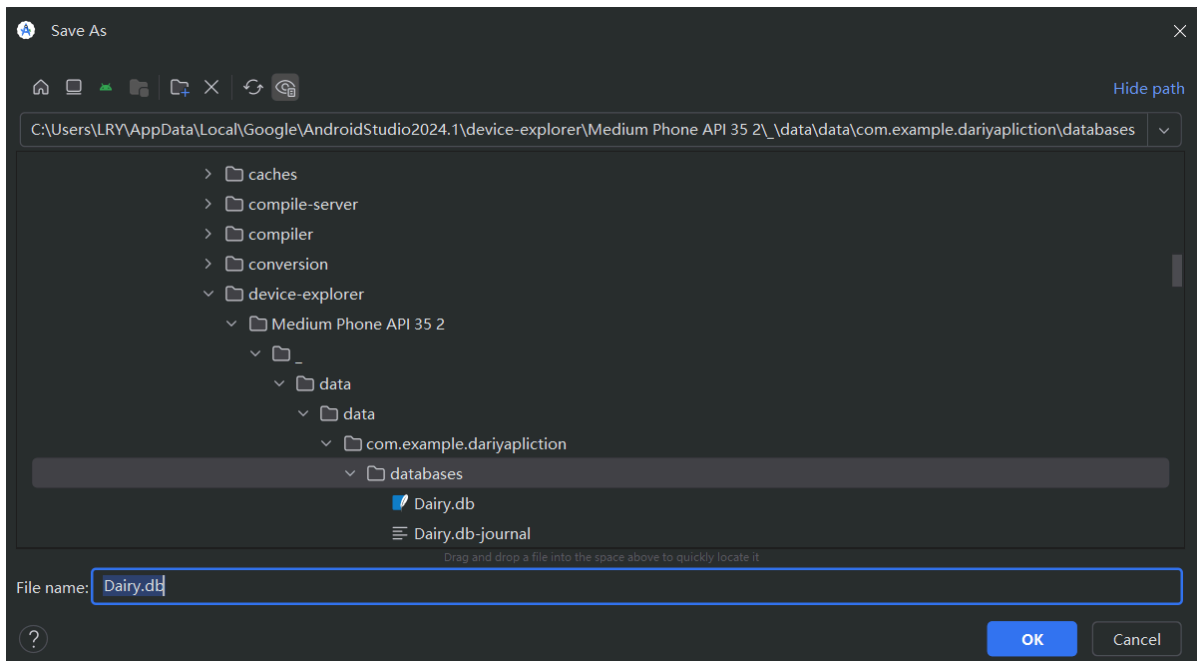 Save As
Hide path
C:\Users\LRY\AppData\Local\Google\AndroidStudio2024.1\device-explorer\Medium Phone API 35 2\_\data\data\com.example.dariyapliction\databases
caches
compile-server
compiler
conversion
device-explorer
Medium Phone API 35 2
_
data
data
com.example.dariyapliction
databases
Dairy.db
Dairy.db-journal
Drag and drop a file into the space above to quickly locate it
File name: Dairy.db
? OK Cancel